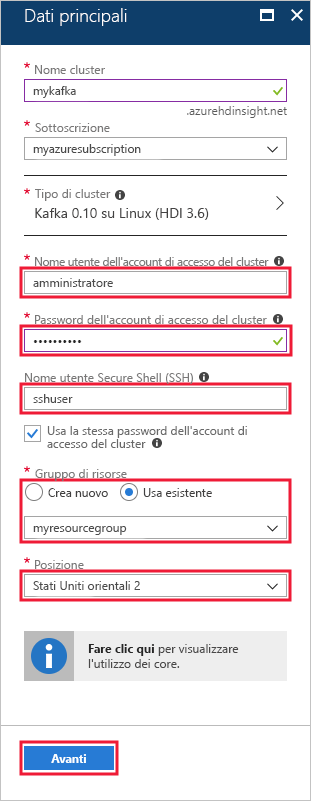 Dati principali
* Nome cluster
mykafka
.azurehdinsight.net
* Sottoscrizione
myazuresubscription
* Tipo di cluster
Kafka 0.10 su Linux (HDI 3.6)
* Nome utente dell'account di accesso del cluster
amministratore
* Password dell'account di accesso del cluster
••••••••••
Nome utente Secure Shell (SSH)
sshuser
Usa la stessa password dell'account di
accesso del cluster
* Gruppo di risorse
Crea nuovo Usa esistente
myresourcegroup
* Posizione
Stati Uniti orientali 2
Fare clic qui per visualizzare
l'utilizzo dei core.
Avanti